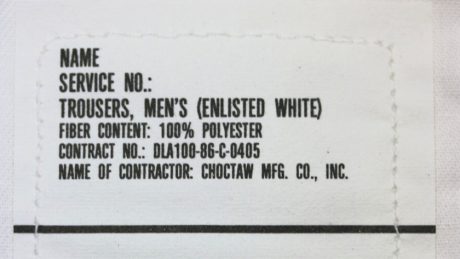 NAME
SERVICE NO.:
TROUSERS, MEN'S (ENLISTED WHITE)
FIBER CONTENT: 100% POLYESTER
CONTRACT NO.: DLA100-86-C-0405
NAME OF CONTRACTOR: CHOCTAW MFG. CO., INC.